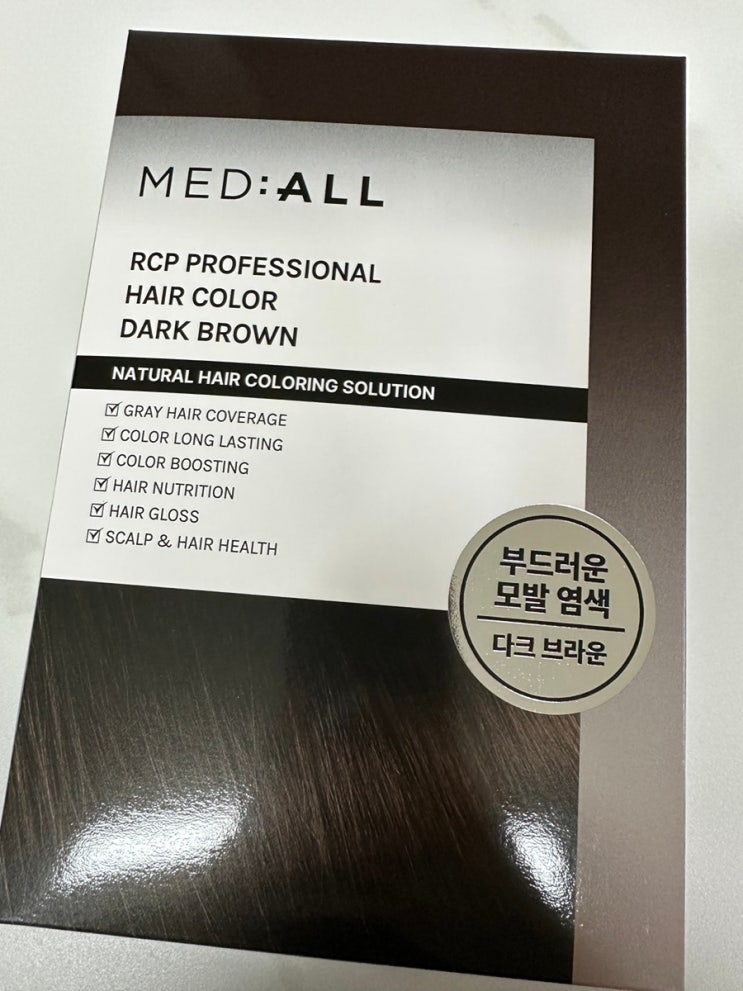 MED:ALL
RCP PROFESSIONAL
HAIR COLOR
DARK BROWN
NATURAL HAIR COLORING SOLUTION
☑ GRAY HAIR COVERAGE
☑ COLOR LONG LASTING
☑ COLOR BOOSTING
☑ HAIR NUTRITION
☑ HAIR GLOSS
☑ SCALP & HAIR HEALTH
부드러운
모발 염색
다크 브라운